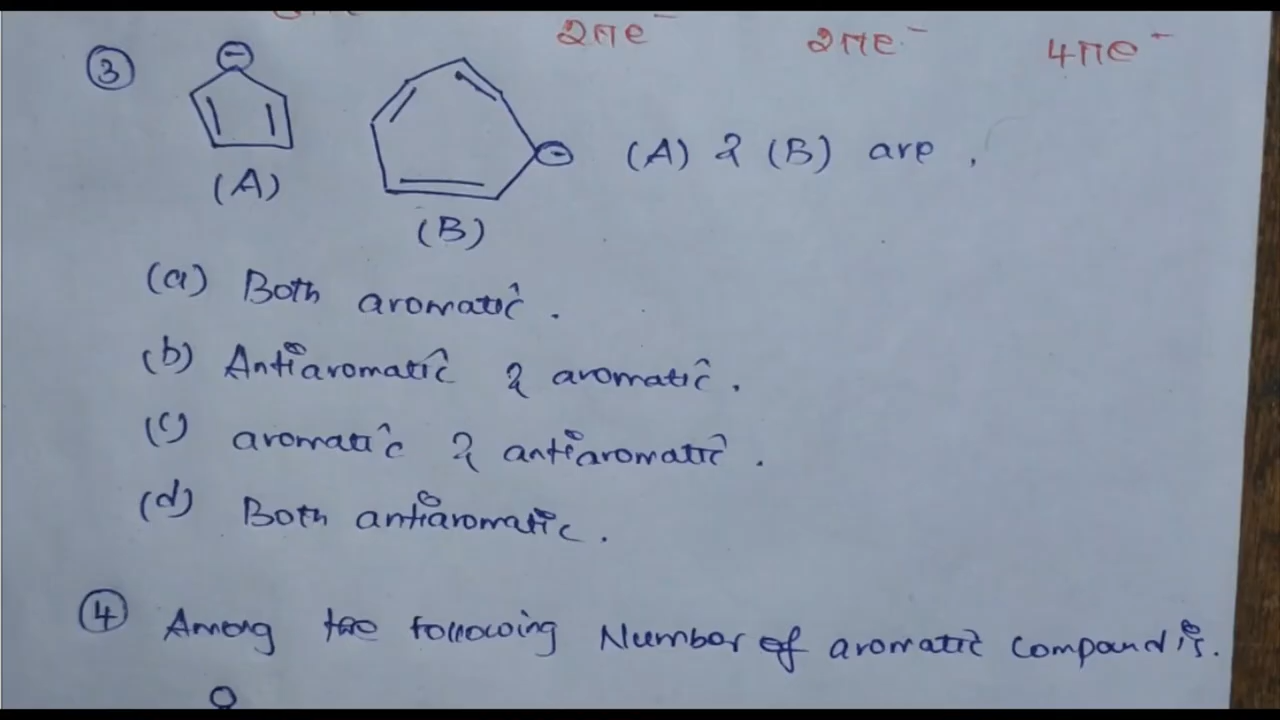 2πe⁻ 2πe⁻ 4πe⁻
③ (A) & (B) are .
(A)
(B)
(a) Both aromatic .
(b) Antiaromatic & aromatic .
(c) aromatic & antiaromatic .
(d) Both antiaromatic .
④ Among the following Number of aromatic compound is.